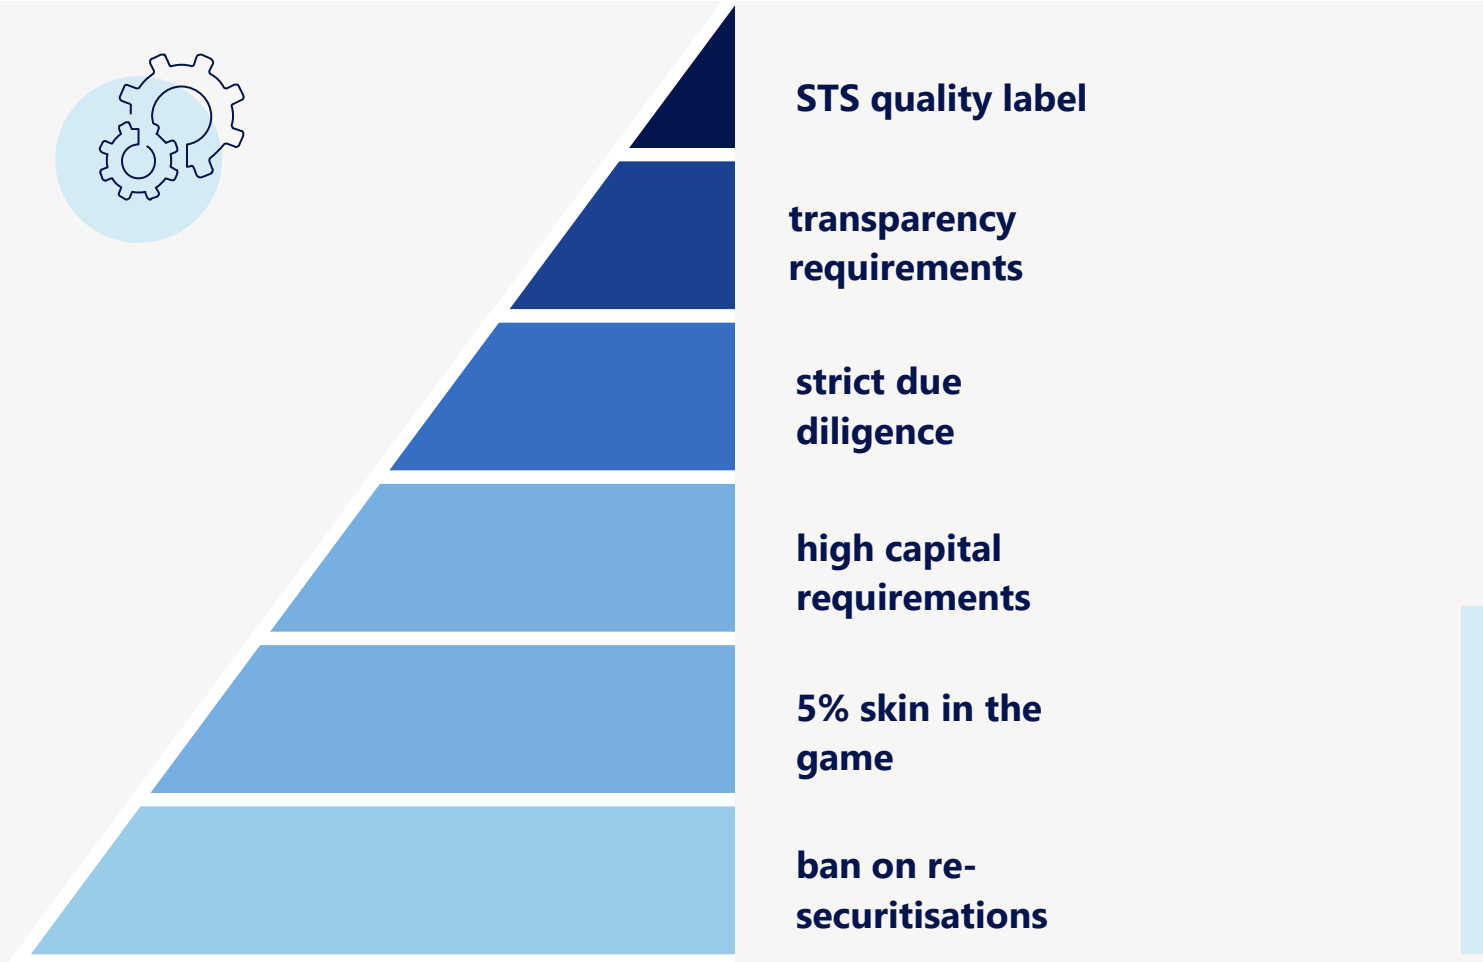 STS quality label
transparency
requirements
strict due
diligence
high capital
requirements
5% skin in the
game
ban on re-
securitisations